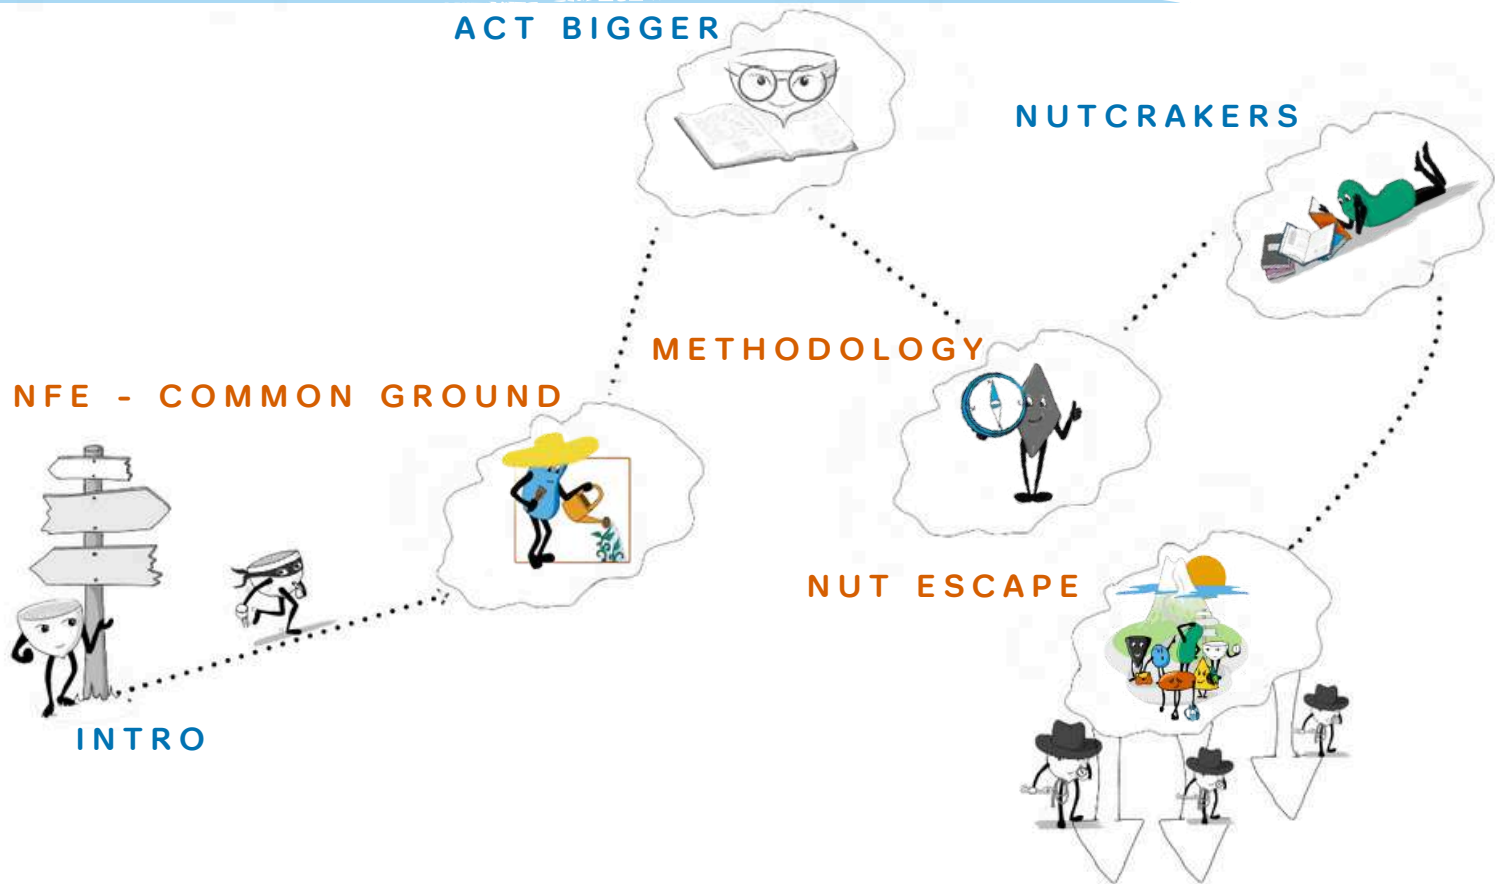 ACT BIGGER
NUTCRAKERS
METHODOLOGY
NFE - COMMON GROUND
NUT ESCAPE
INTRO